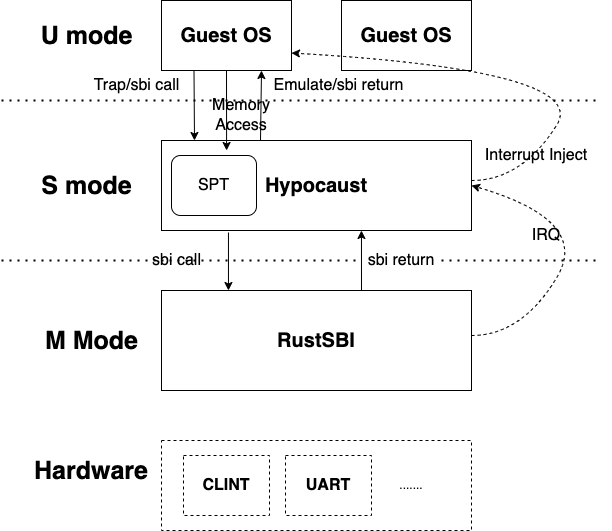 U mode
Guest OS
Guest OS
Trap/sbi call
Emulate/sbi return
Memory
Access
Interrupt Inject
S mode
SPT
Hypocaust
IRQ
sbi call
sbi return
M Mode
RustSBI
Hardware
CLINT
UART
.......